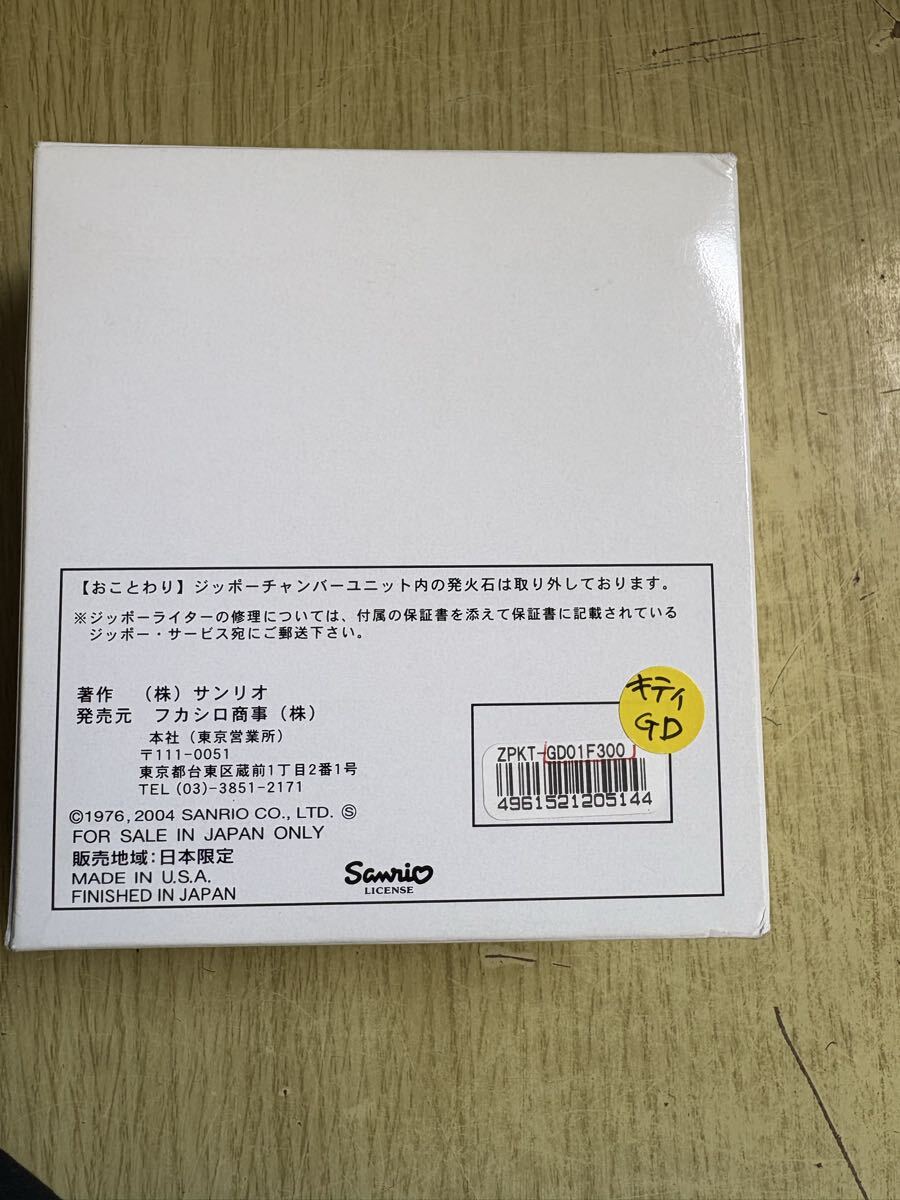 【おことわり】ジッポーチャンバーユニット内の発火石は取り外しております。
※ジッポーライターの修理については、付属の保証書を添えて保証書に記載されている
ジッポー・サービス宛にご郵送下さい。
著作 (株)サンリオ
発売元 フカシロ商事(株)
本社(東京営業所)
〒111-0051
東京都台東区蔵前1丁目2番1号
TEL (03)-3851-2171
©1976, 2004 SANRIO CO., LTD. Ⓢ
FOR SALE IN JAPAN ONLY
販売地域:日本限定
MADE IN U.S.A.
FINISHED IN JAPAN
Sanrio
LICENSE
キティ
GD
ZPKT-GD01F300
4961521205144